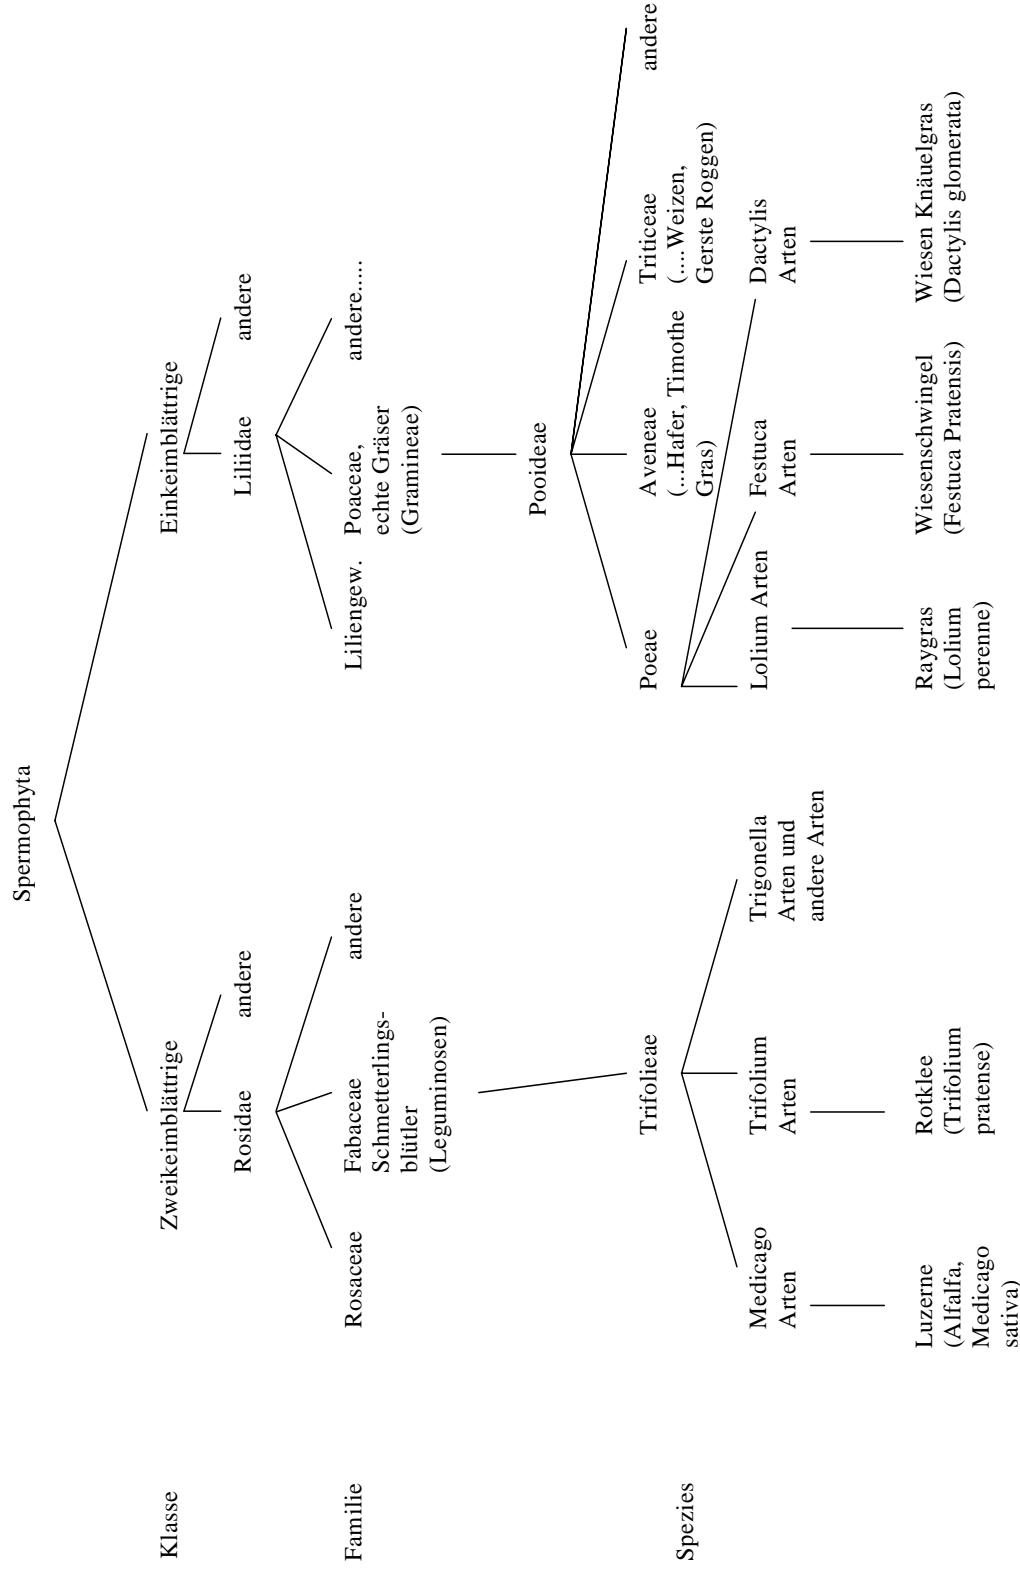 Spermophyta
Klasse
Zweikeimblättrige
Einkeimblättrige
Rosidae
andere
Liliidae
andere
Familie
Rosaceae
Fabaceae
Schmetterlings-
blütler
(Leguminosen)
andere
Liliengew.
Poaceae,
echte Gräser
(Gramineae)
andere.....
Pooideae
Trifolieae
Poeae
Aveneae
(...Hafer, Timothe
Gras)
Triticeae
(....Weizen,
Gerste Roggen)
andere
Spezies
Medicago
Arten
Trifolium
Arten
Trigonella
Arten und
andere Arten
Lolium Arten
Festuca
Arten
Dactylis
Arten
Luzerne
(Alfalfa,
Medicago
sativa)
Rotklee
(Trifolium
pratense)
Raygras
(Lolium
perenne)
Wiesenschwingel
(Festuca Pratensis)
Wiesen Knäuelgras
(Dactylis glomerata)